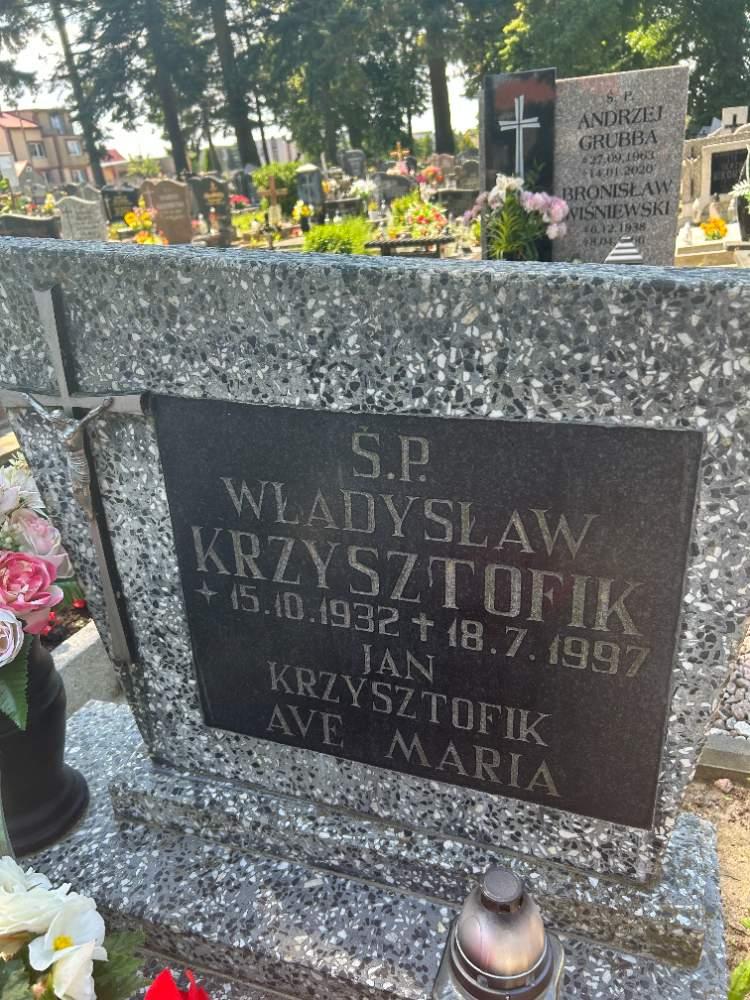 Ś. P.
ANDRZEJ
GRUBBA
*27.09.1963
†14.01.2020
BRONISŁAW
WIŚNIEWSKI
Ś.P.
WŁADYSŁAW
KRZYSZTOFIK
* 15.10.1932 † 18.7.1997
JAN
KRZYSZTOFIK
AVE MARIA